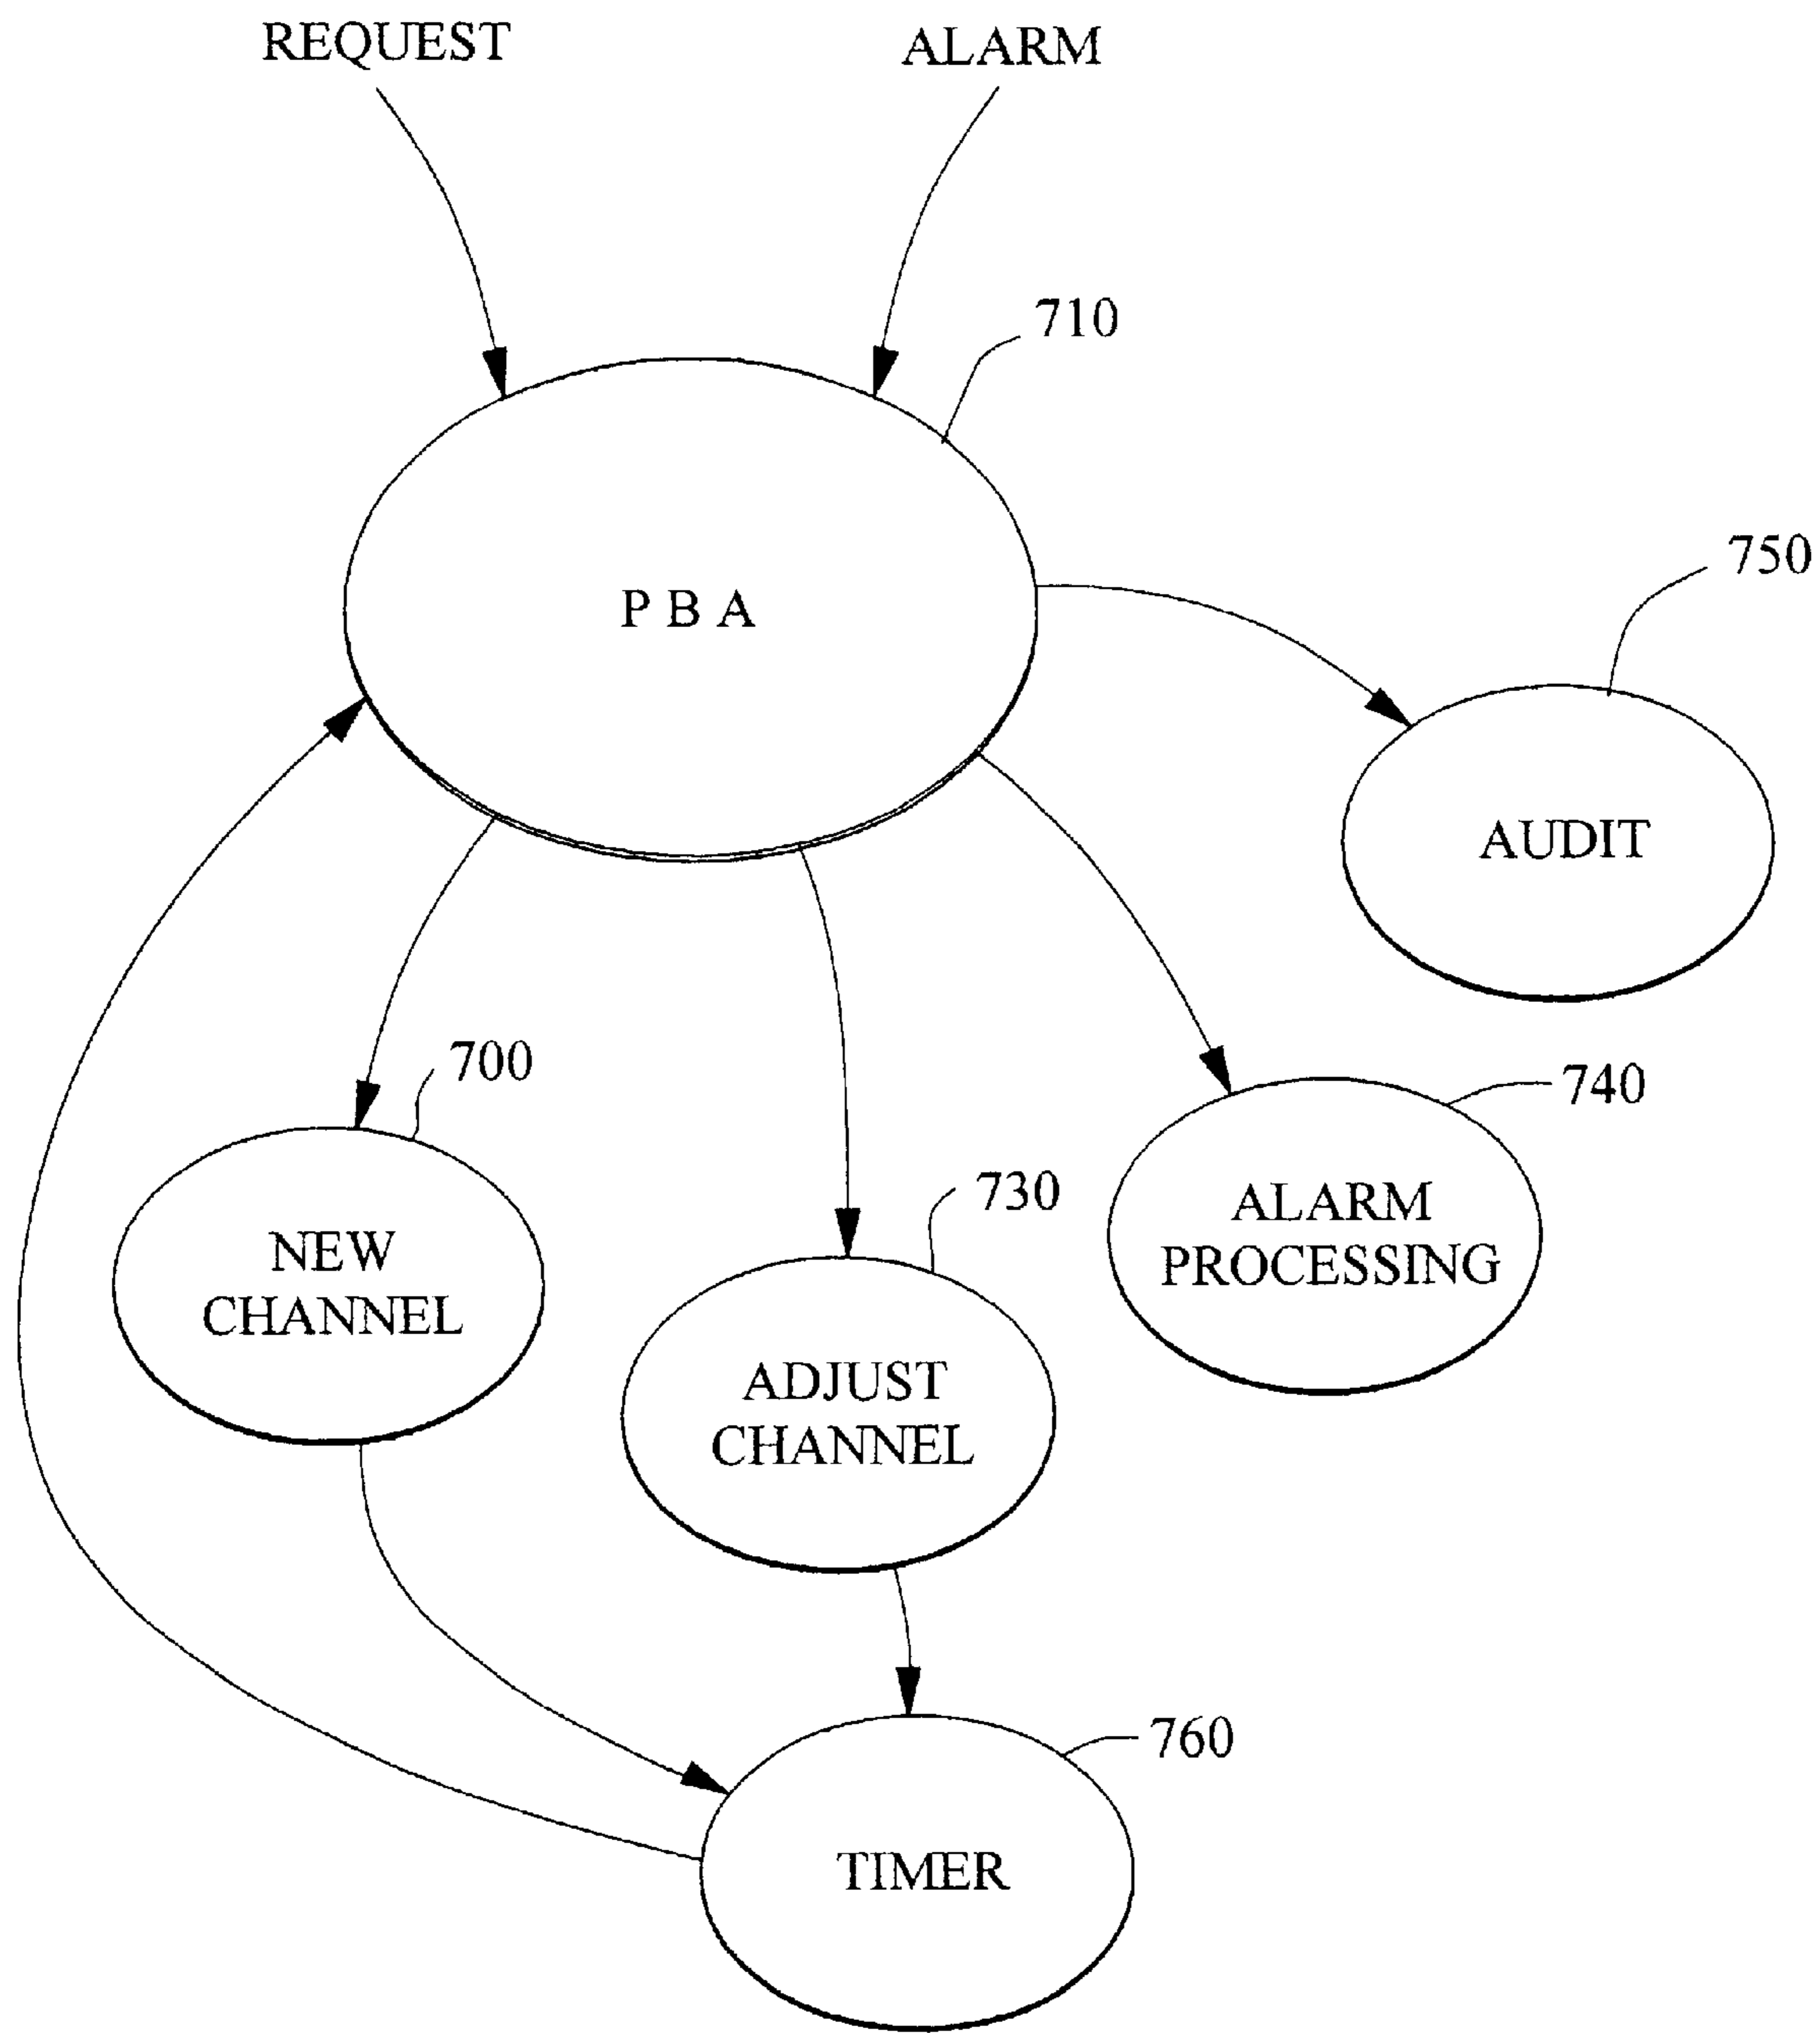 REQUEST
ALARM
710
P B A
750
AUDIT
700
740
730
ALARM
PROCESSING
NEW
CHANNEL
ADJUST
CHANNEL
760
TIMER